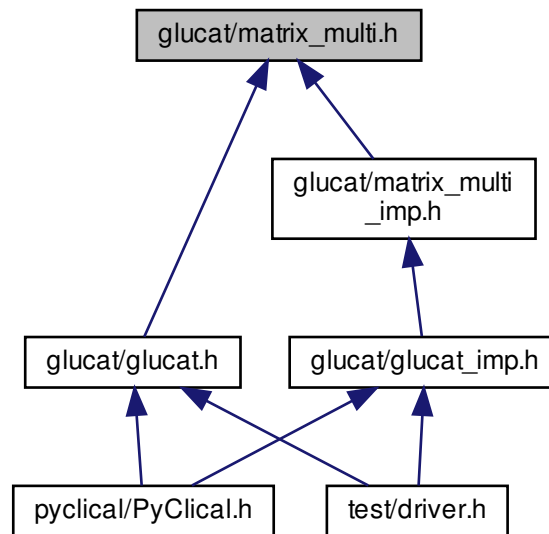 glucat/matrix_multi.h
glucat/matrix_multi
_imp.h
glucat/glucat.h
glucat/glucat_imp.h
pyclical/PyClical.h
test/driver.h